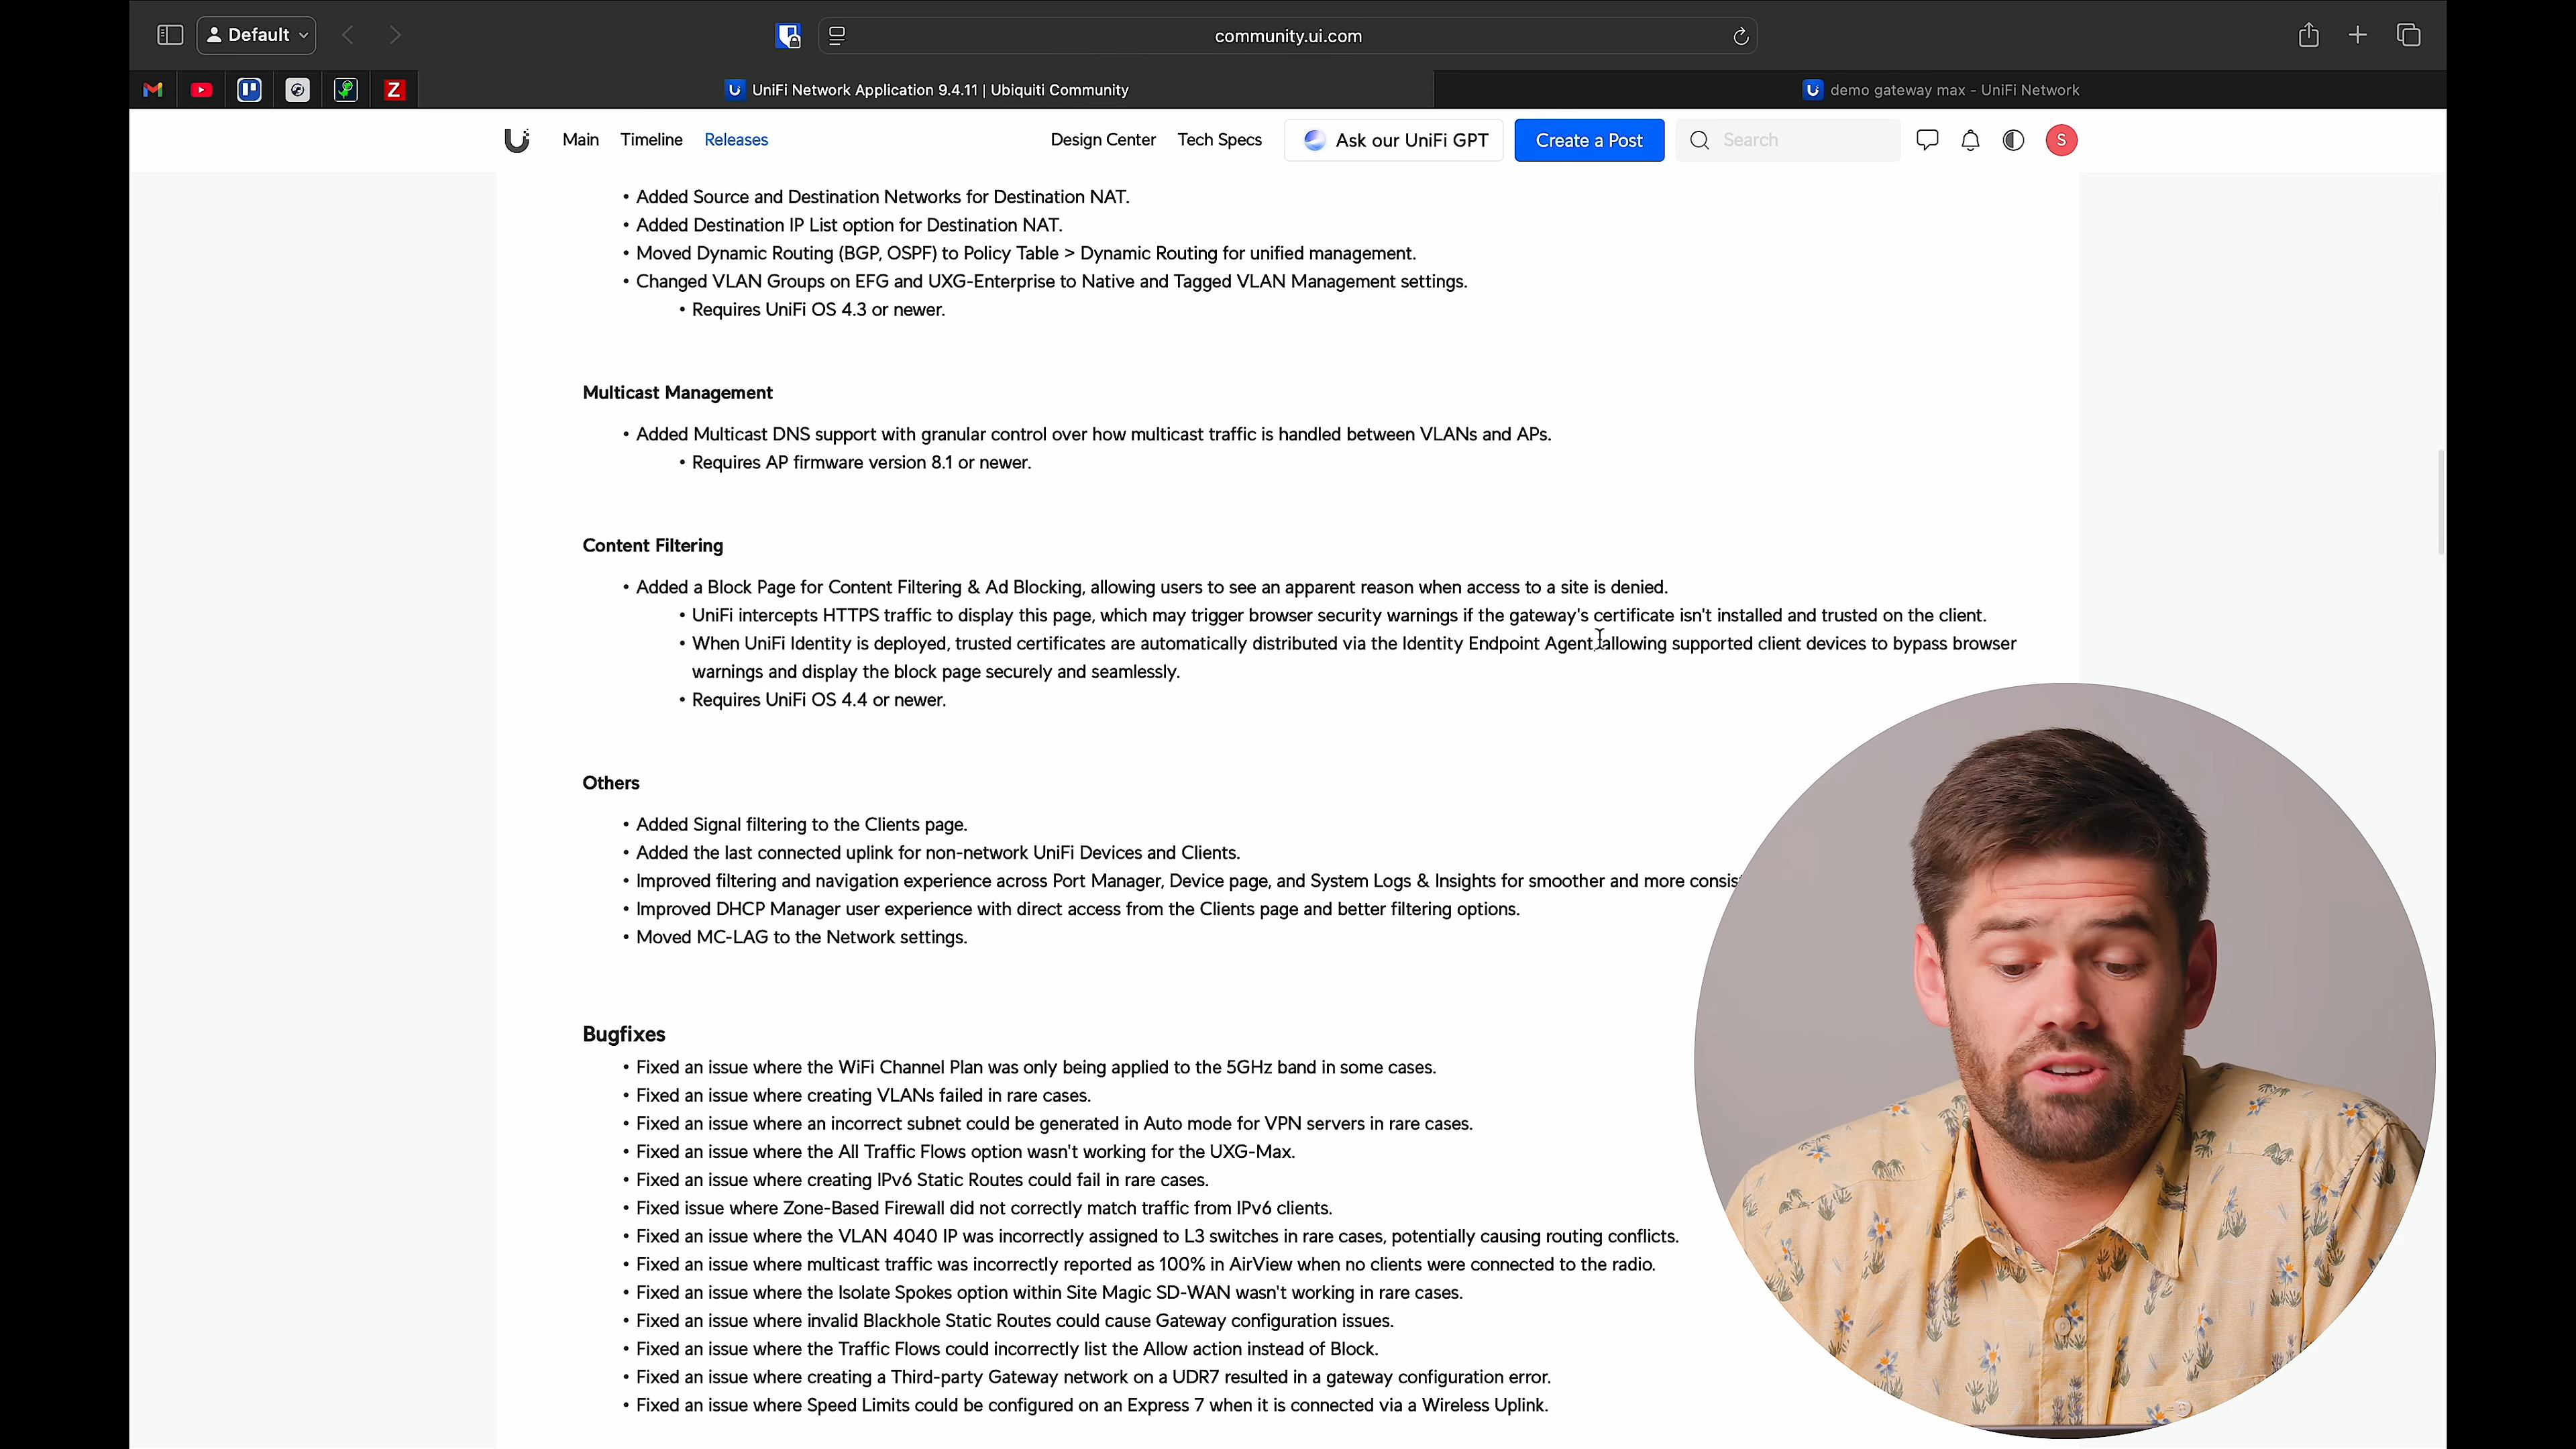 Default
community.ui.com
Z
UniFi Network Application 9.4.11 | Ubiquiti Community
demo gateway max - UniFi Network
Main
Timeline
Releases
Design Center
Tech Specs
Ask our UniFi GPT
Create a Post
Search
S
• Added Source and Destination Networks for Destination NAT.
• Added Destination IP List option for Destination NAT.
• Moved Dynamic Routing (BGP, OSPF) to Policy Table > Dynamic Routing for unified management.
• Changed VLAN Groups on EFG and UXG-Enterprise to Native and Tagged VLAN Management settings.
• Requires UniFi OS 4.3 or newer.
Multicast Management
• Added Multicast DNS support with granular control over how multicast traffic is handled between VLANs and APs.
• Requires AP firmware version 8.1 or newer.
Content Filtering
• Added a Block Page for Content Filtering & Ad Blocking, allowing users to see an apparent reason when access to a site is denied.
• UniFi intercepts HTTPS traffic to display this page, which may trigger browser security warnings if the gateway's certificate isn't installed and trusted on the client.
• When UniFi Identity is deployed, trusted certificates are automatically distributed via the Identity Endpoint Agent, allowing supported client devices to bypass browser
warnings and display the block page securely and seamlessly.
• Requires UniFi OS 4.4 or newer.
Others
• Added Signal filtering to the Clients page.
• Added the last connected uplink for non-network UniFi Devices and Clients.
• Improved filtering and navigation experience across Port Manager, Device page, and System Logs & Insights for smoother and more
• Improved DHCP Manager user experience with direct access from the Clients page and better filtering options.
• Moved MC-LAG to the Network settings.
Bugfixes
• Fixed an issue where the WiFi Channel Plan was only being applied to the 5GHz band in some cases.
• Fixed an issue where creating VLANs failed in rare cases.
• Fixed an issue where an incorrect subnet could be generated in Auto mode for VPN servers in rare cases.
• Fixed an issue where the All Traffic Flows option wasn't working for the UXG-Max.
• Fixed an issue where creating IPv6 Static Routes could fail in rare cases.
• Fixed issue where Zone-Based Firewall did not correctly match traffic from IPv6 clients.
• Fixed an issue where the VLAN 4040 IP was incorrectly assigned to L3 switches in rare cases, potentially causing routing conflicts.
• Fixed an issue where multicast traffic was incorrectly reported as 100% in AirView when no clients were connected to the radio.
• Fixed an issue where the Isolate Spokes option within Site Magic SD-WAN wasn't working in rare cases.
• Fixed an issue where invalid Blackhole Static Routes could cause Gateway configuration issues.
• Fixed an issue where the Traffic Flows could incorrectly list the Allow action instead of Block.
• Fixed an issue where creating a Third-party Gateway network on a UDR7 resulted in a gateway configuration error.
• Fixed an issue where Speed Limits could be configured on an Express 7 when it is connected via a Wireless Uplink.